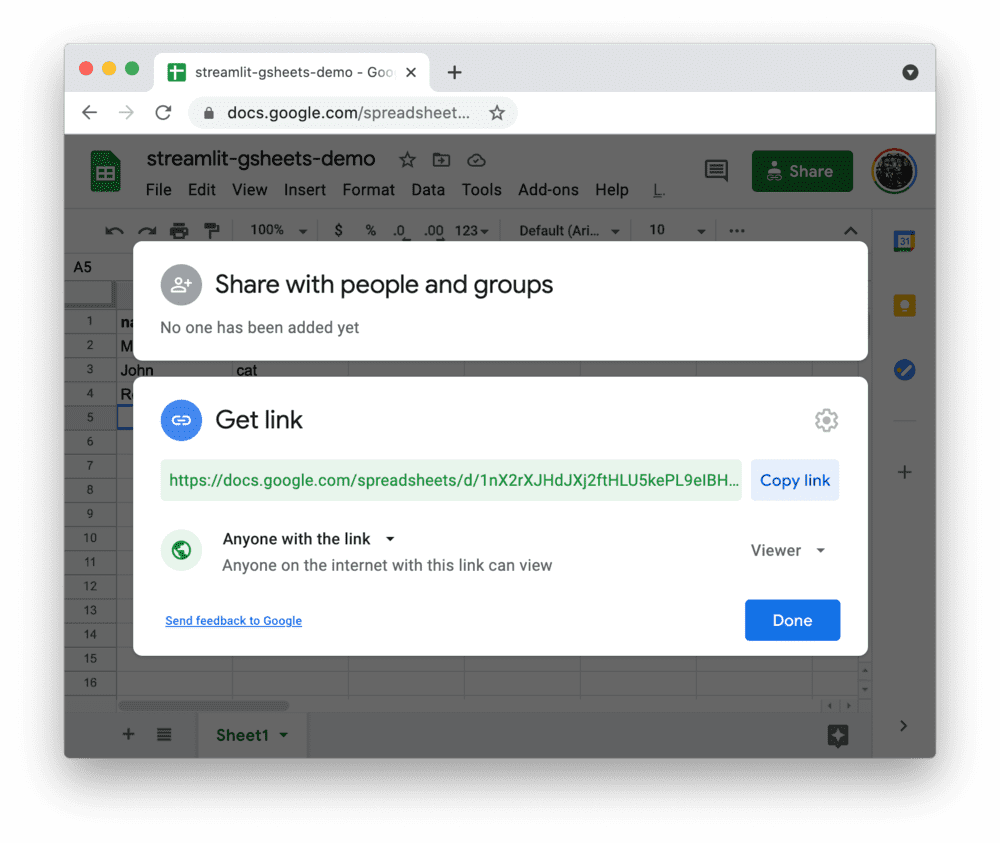 streamlit-gsheets-demo - Goo
docs.google.com/spreadsheet...
streamlit-gsheets-demo
File Edit View Insert Format Data Tools Add-ons Help
Share
100% $ % .0 .00 123 Default (Ari... 10 ...
31
A5
Share with people and groups
No one has been added yet
1
2 M
3 John cat
4
5
6
7
8
9
10
11
12
13
14
15
16
Get link
https://docs.google.com/spreadsheets/d/1nX2rXJHdJXj2ftHLU5kePL9eIBH...
Copy link
Anyone with the link
Anyone on the internet with this link can view
Viewer
Send feedback to Google
Done
Sheet1